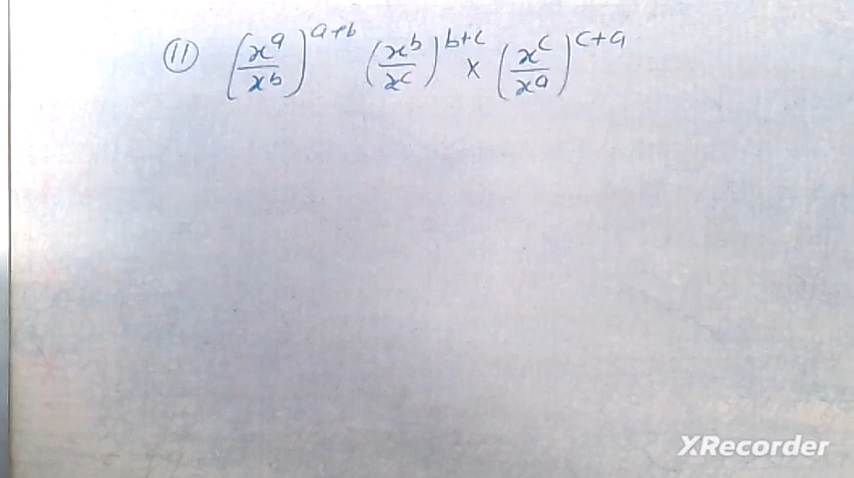 ⑪ (x^a/x^b)^(a+b) (x^b/x^c)^(b+c) × (x^c/x^a)^(c+a)
XRecorder